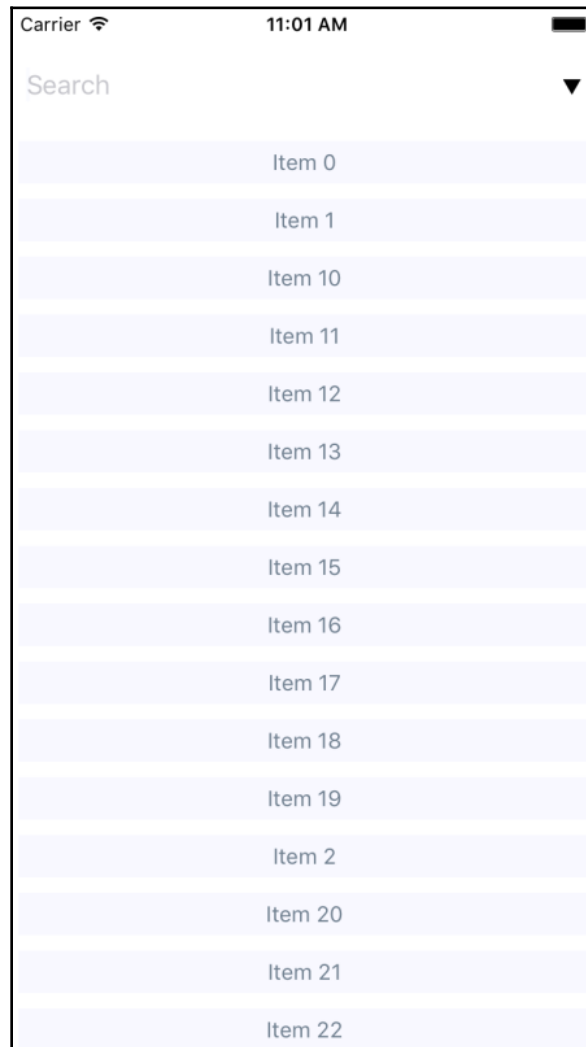 Carrier 11:01 AM
Search ▼
Item 0
Item 1
Item 10
Item 11
Item 12
Item 13
Item 14
Item 15
Item 16
Item 17
Item 18
Item 19
Item 2
Item 20
Item 21
Item 22